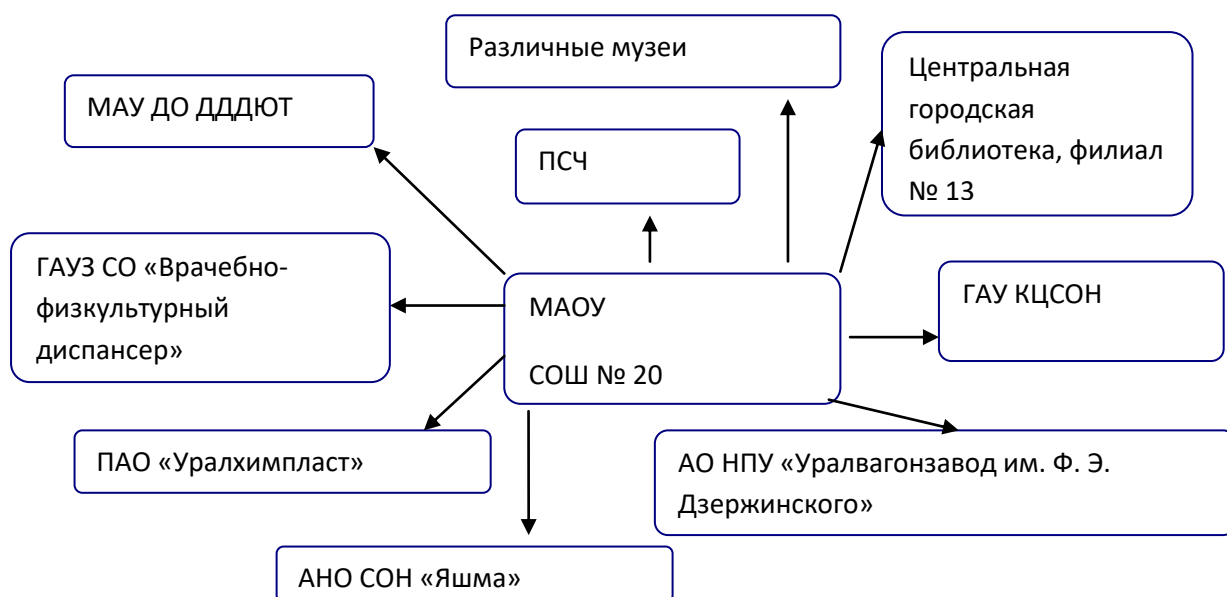 Различные музеи
Центральная
городская
библиотека, филиал
№ 13
МАУ ДО ДДДЮТ
ПСЧ
ГАУЗ СО «Врачебно-
физкультурный
диспансер»
МАОУ
СОШ № 20
ГАУ КЦСОН
ПАО «Уралхимпласт»
АО НПУ «Уралвагонзавод им. Ф. Э.
Дзержинского»
АНО СОН «Яшма»